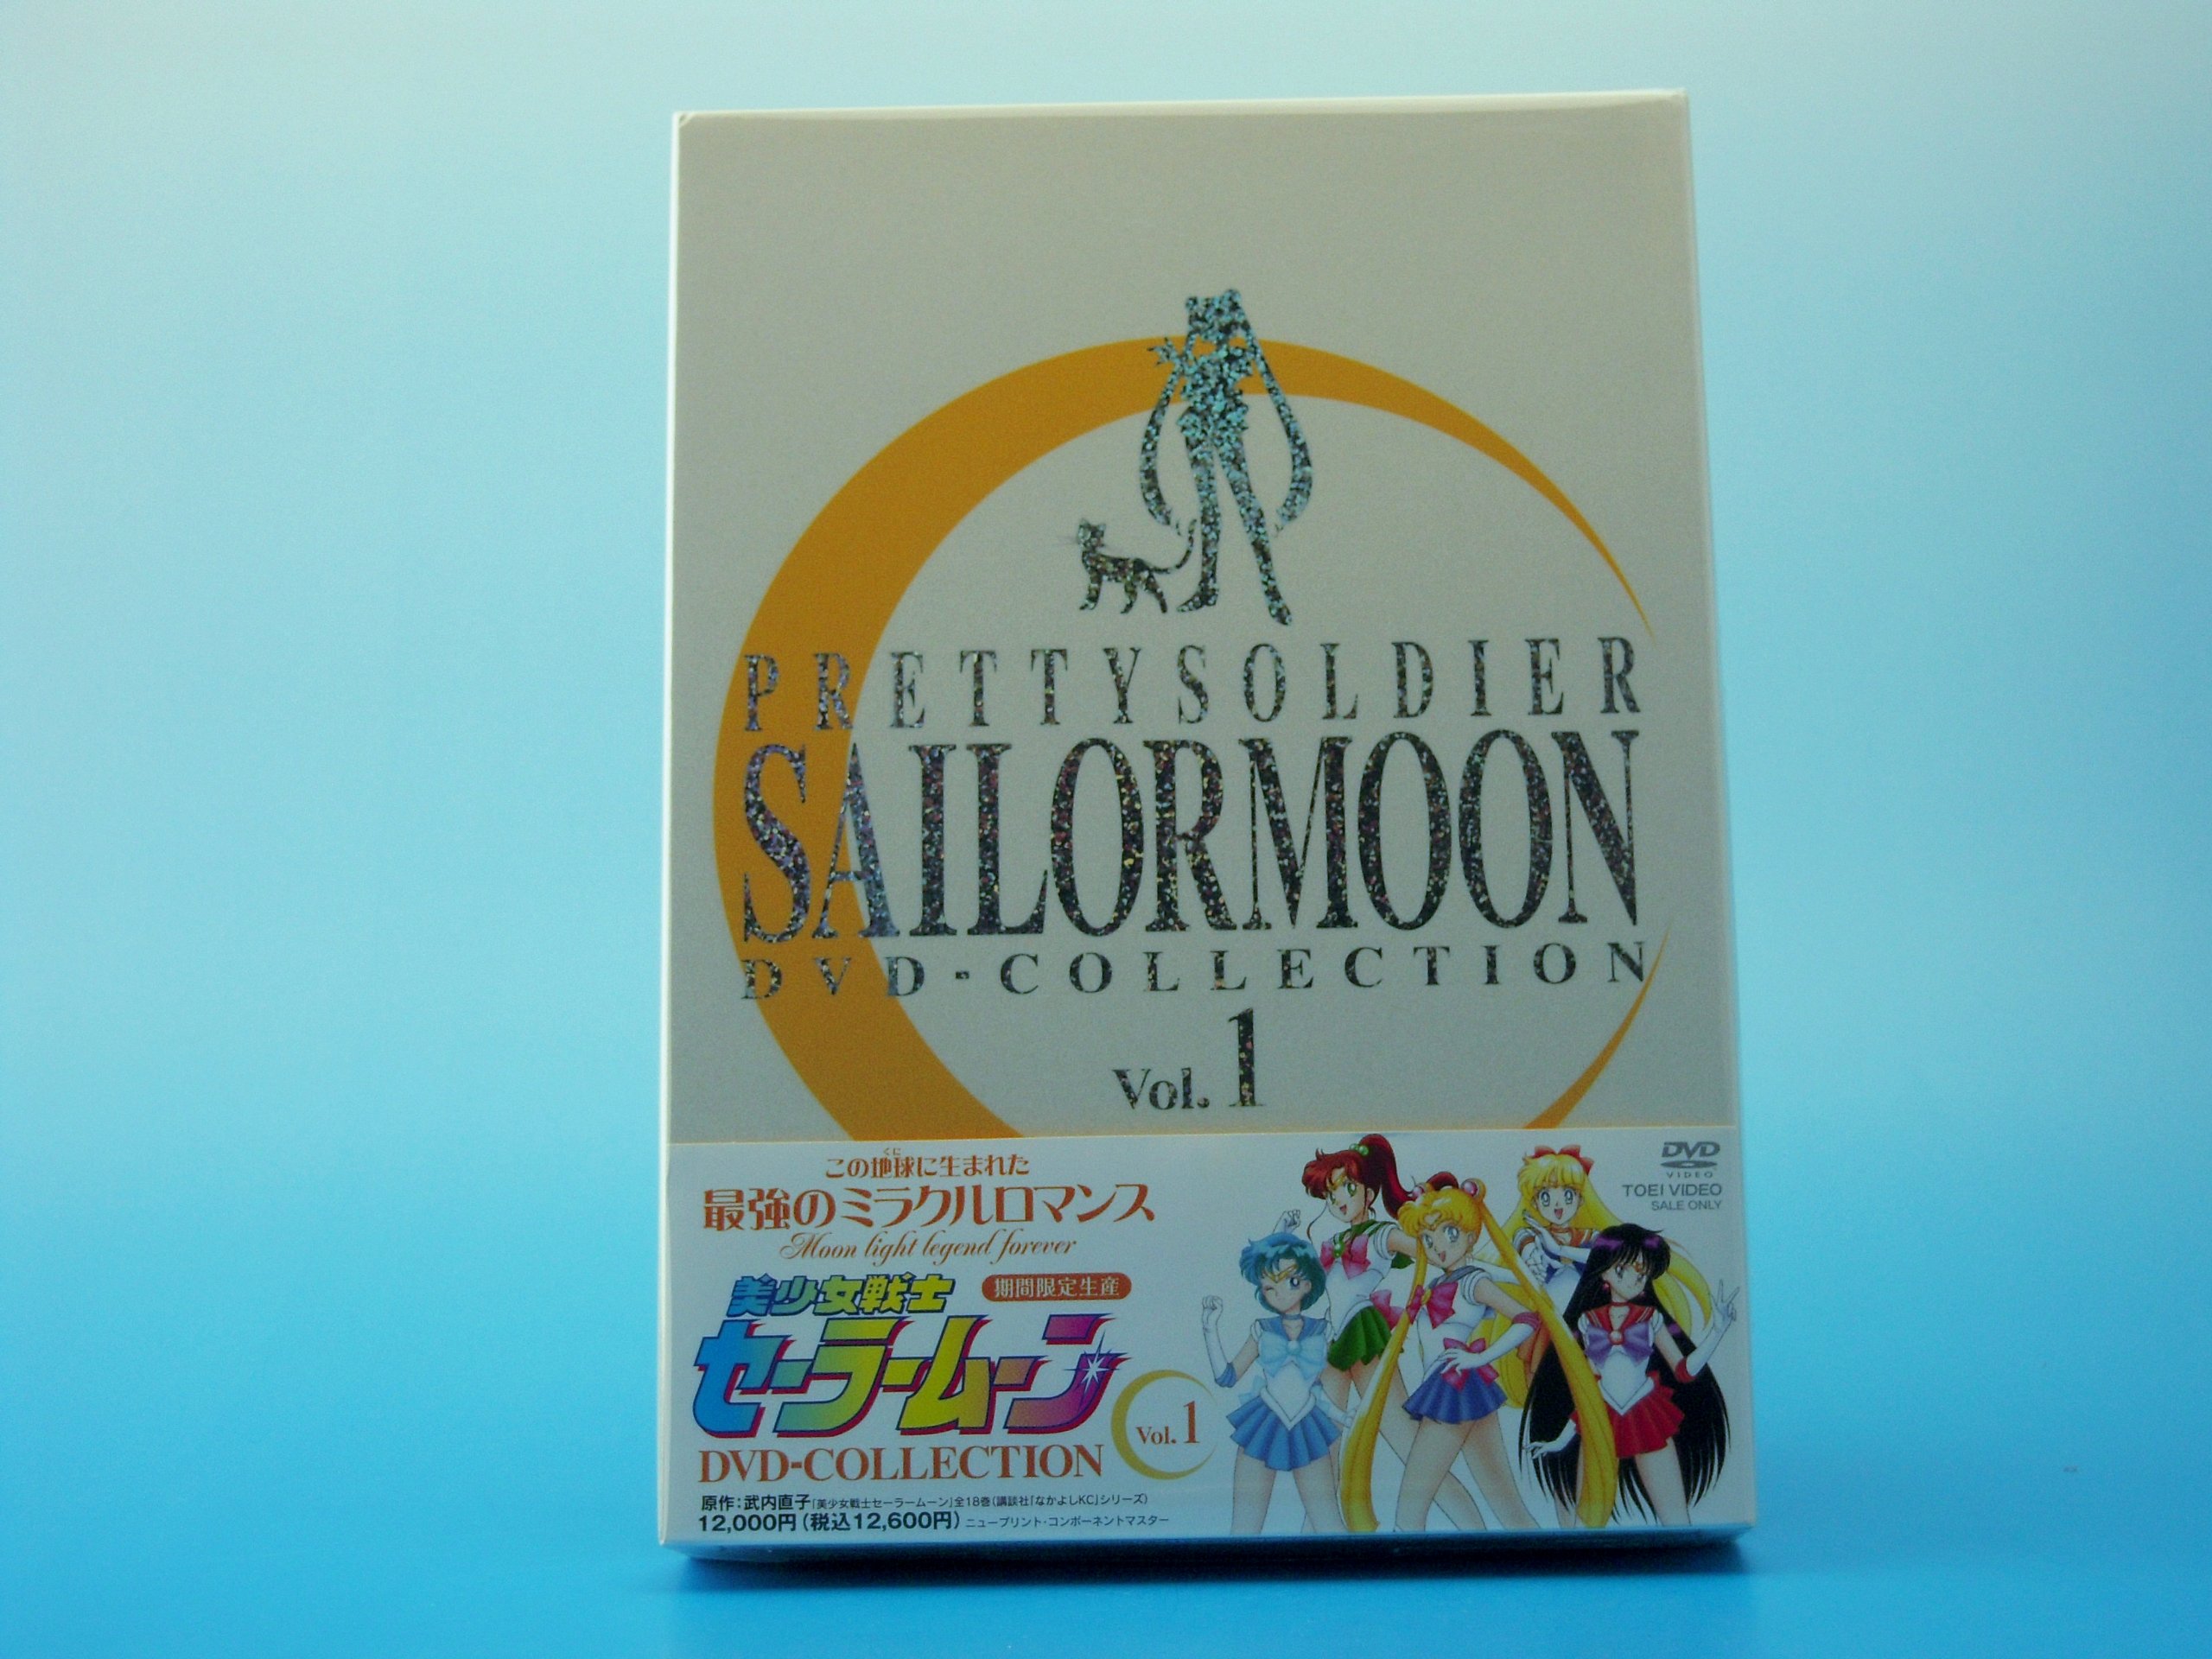 PRETTY SOLDIER
SAILORMOON
DVD-COLLECTION
Vol. 1
くに
この地球に生まれた
最強のミラクルロマンス
Moon light legend forever
美少女戦士
期間限定生産
セーラームーン
DVD-COLLECTION
Vol. 1
原作:武内直子「美少女戦士セーラームーン」全18巻(講談社「なかよしKC」シリーズ)
12,000円(税込12,600円) ニュープリント・コンポーネントマスター
DVD
VIDEO
TOEI VIDEO
SALE ONLY